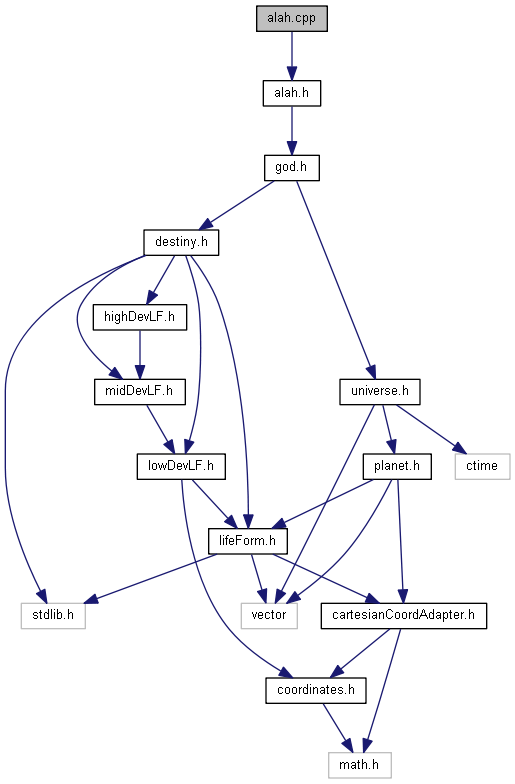 alah.cpp
alah.h
god.h
destiny.h
highDevLF.h
midDevLF.h
universe.h
lowDevLF.h
planet.h
ctime
lifeForm.h
stdlib.h
vector
cartesianCoordAdapter.h
coordinates.h
math.h